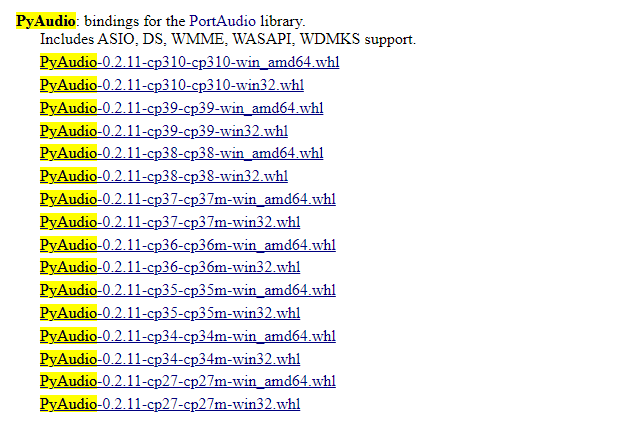 PyAudio: bindings for the PortAudio library.
Includes ASIO, DS, WMME, WASAPI, WDMKS support.
PyAudio-0.2.11-cp310-cp310-win_amd64.whl
PyAudio-0.2.11-cp310-cp310-win32.whl
PyAudio-0.2.11-cp39-cp39-win_amd64.whl
PyAudio-0.2.11-cp39-cp39-win32.whl
PyAudio-0.2.11-cp38-cp38-win_amd64.whl
PyAudio-0.2.11-cp38-cp38-win32.whl
PyAudio-0.2.11-cp37-cp37m-win_amd64.whl
PyAudio-0.2.11-cp37-cp37m-win32.whl
PyAudio-0.2.11-cp36-cp36m-win_amd64.whl
PyAudio-0.2.11-cp36-cp36m-win32.whl
PyAudio-0.2.11-cp35-cp35m-win_amd64.whl
PyAudio-0.2.11-cp35-cp35m-win32.whl
PyAudio-0.2.11-cp34-cp34m-win_amd64.whl
PyAudio-0.2.11-cp34-cp34m-win32.whl
PyAudio-0.2.11-cp27-cp27m-win_amd64.whl
PyAudio-0.2.11-cp27-cp27m-win32.whl